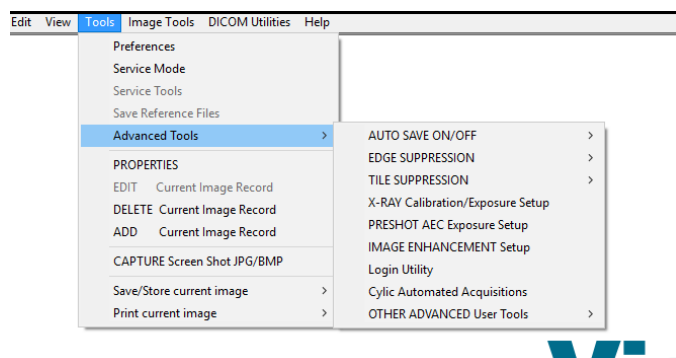 Edit View Tools Image Tools DICOM Utilities Help
Preferences
Service Mode
Service Tools
Save Reference Files
Advanced Tools
PROPERTIES
EDIT Current Image Record
DELETE Current Image Record
ADD Current Image Record
CAPTURE Screen Shot JPG/BMP
Save/Store current image
Print current image
AUTO SAVE ON/OFF
EDGE SUPPRESSION
TILE SUPPRESSION
X-RAY Calibration/Exposure Setup
PRESHOT AEC Exposure Setup
IMAGE ENHANCEMENT Setup
Login Utility
Cylic Automated Acquisitions
OTHER ADVANCED User Tools